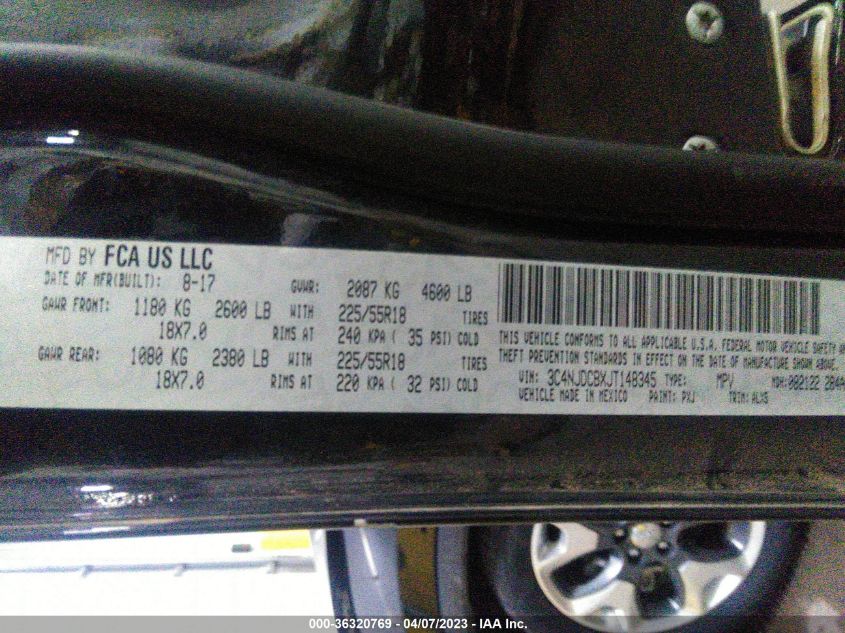 MFD BY FCA US LLC
DATE OF MFR(BUILT): 8-17 GVWR: 2087 KG 4600 LB
GAWR FRONT: 1180 KG 2600 LB WITH 225/55R18 TIRES
18X7.0 RIMS AT 240 KPA ( 35 PSI) COLD
GAWR REAR: 1080 KG 2380 LB WITH 225/55R18 TIRES
18X7.0 RIMS AT 220 KPA ( 32 PSI) COLD
THIS VEHICLE CONFORMS TO ALL APPLICABLE U.S.A. FEDERAL MOTOR VEHICLE SAFETY
THEFT PREVENTION STANDARDS IN EFFECT ON THE DATE OF MANUFACTURE SHOWN ABOVE.
VIN: 3C4NJDCBXJT148345 TYPE: MPV MDH: 082122 2B4A
VEHICLE MADE IN MEXICO PAINT: PXJ TRIM: ALX9
000-36320769 - 04/07/2023 - IAA Inc.